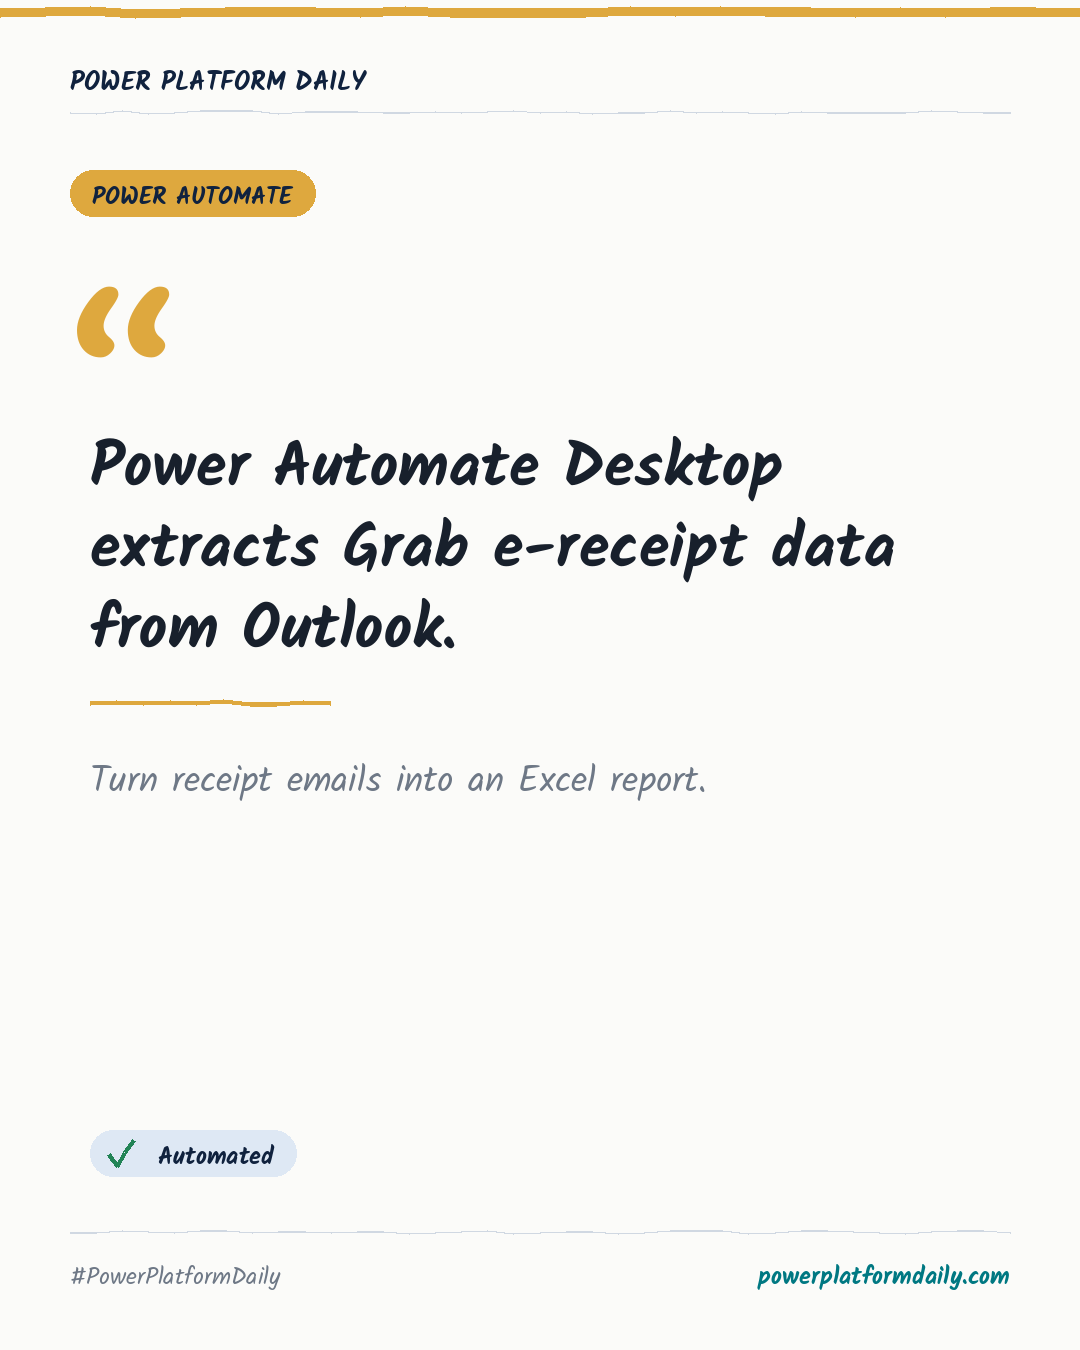 POWER PLATFORM DAILY
POWER AUTOMATE
“
Power Automate Desktop
extracts Grab e-receipt data
from Outlook.
Turn receipt emails into an Excel report.
✓ Automated
#PowerPlatformDaily
powerplatformdaily.com